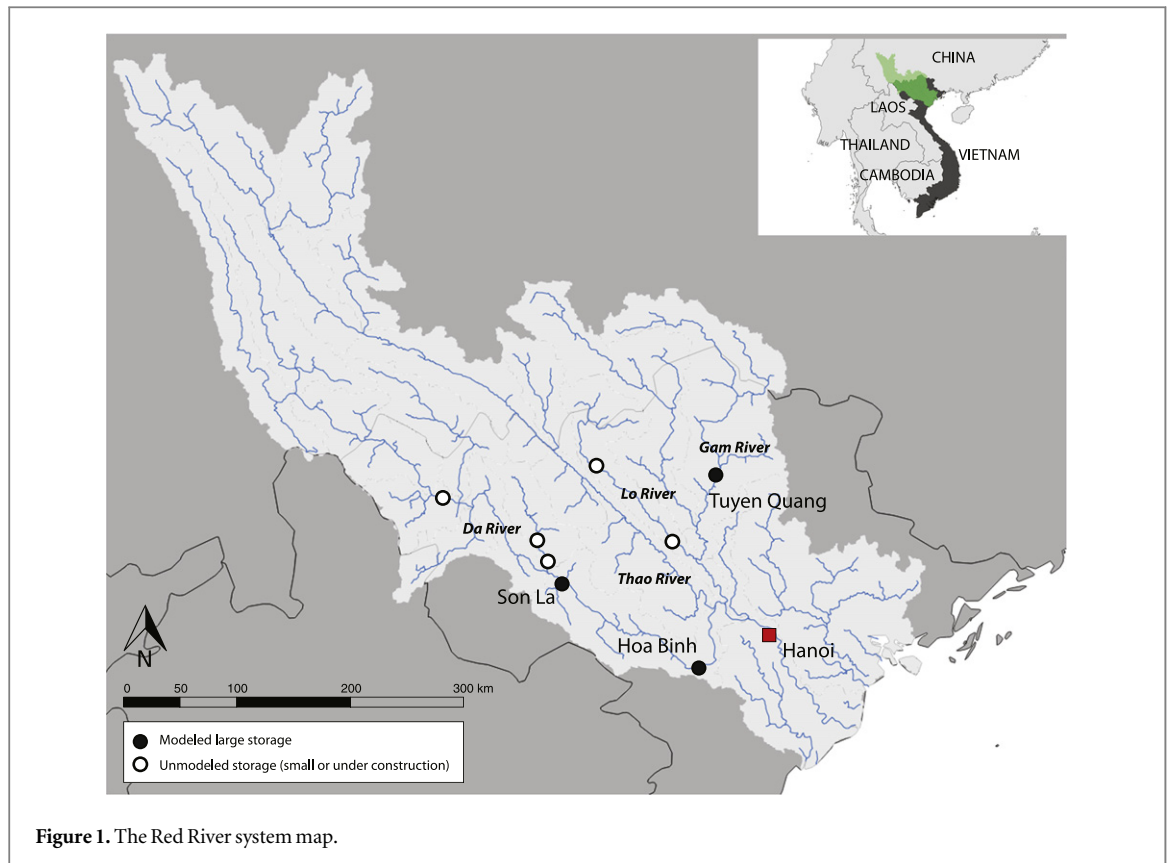 CHINA
LAOS
THAILAND
VIETNAM
CAMBODIA
Gam River
Lo River
Tuyen Quang
Da River
Thao River
Son La
Hoa Binh
Hanoi
N
0 50 100 200 300 km
Modeled large storage
Unmodeled storage (small or under construction)
Figure 1. The Red River system map.